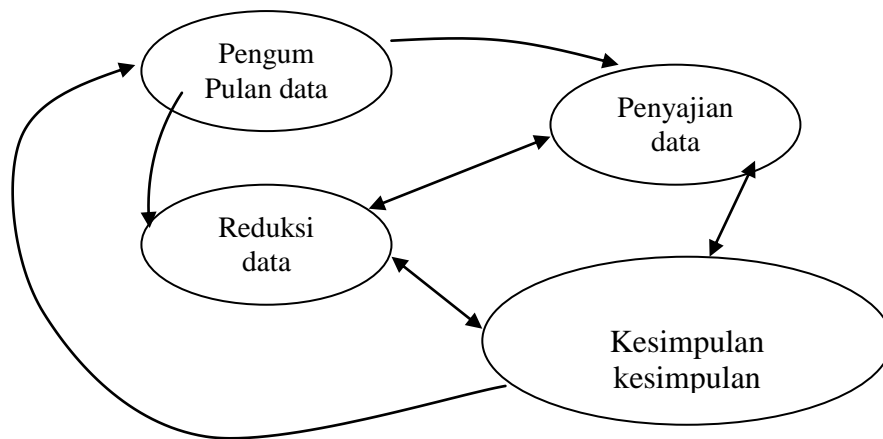 Pengum
Pulan data
Penyajian
data
Reduksi
data
Kesimpulan
kesimpulan